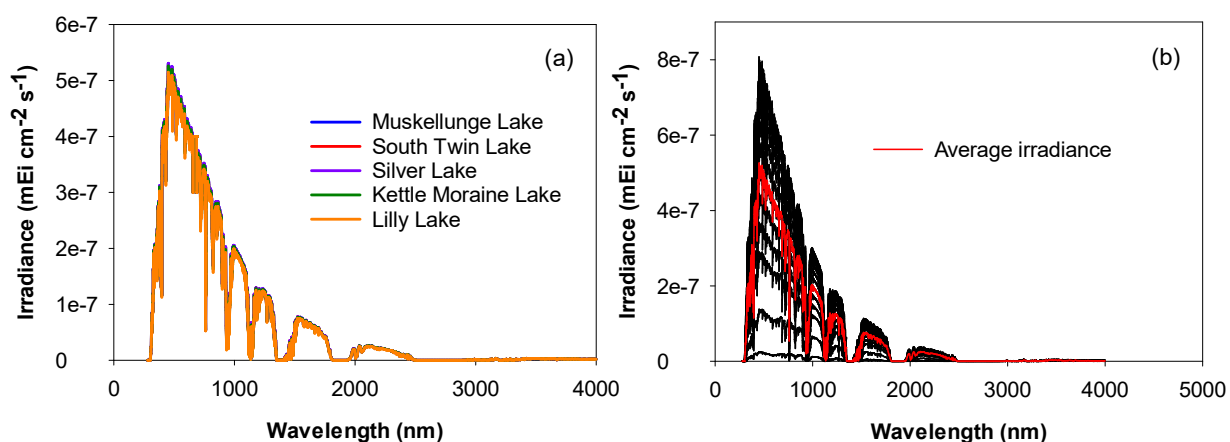 (a)
6e-7
5e-7
4e-7
3e-7
2e-7
1e-7
0
Irradiance (mEi cm⁻² s⁻¹)
Muskellunge Lake
South Twin Lake
Silver Lake
Kettle Moraine Lake
Lilly Lake
0 1000 2000 3000 4000
Wavelength (nm)
(b)
8e-7
6e-7
4e-7
2e-7
0
Irradiance (mEi cm⁻² s⁻¹)
Average irradiance
0 1000 2000 3000 4000 5000
Wavelength (nm)